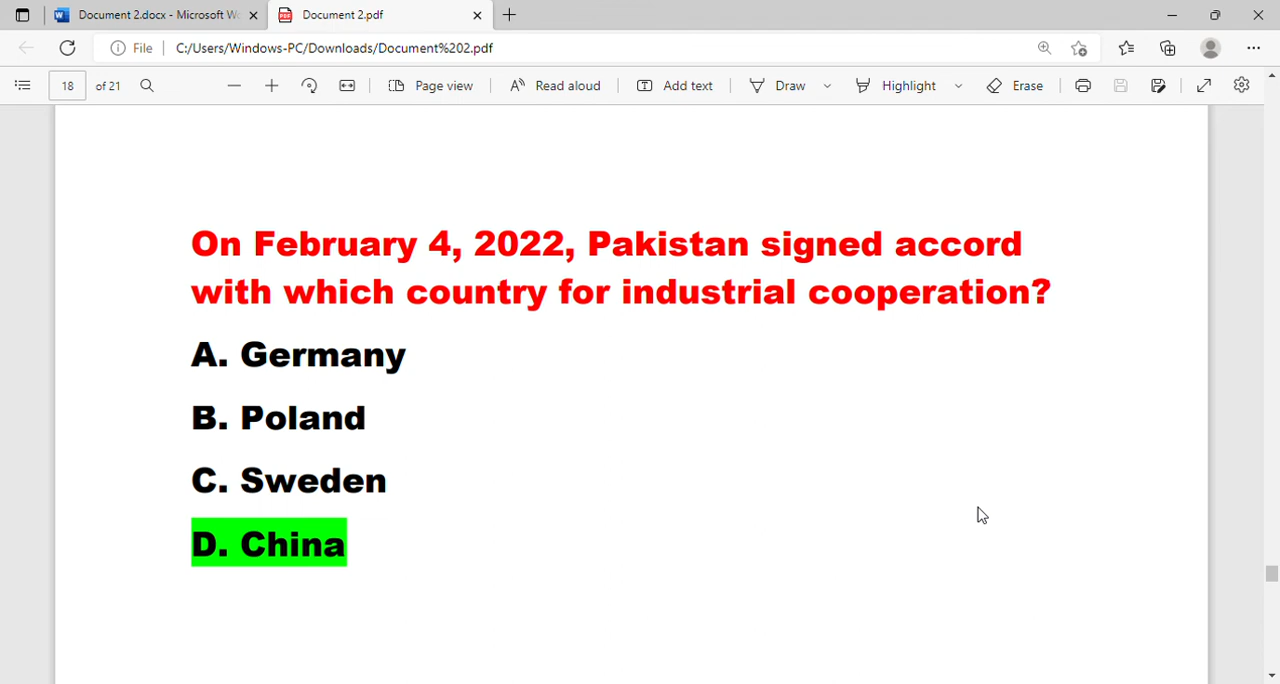 Document 2.docx - Microsoft W
Document 2.pdf
File
C:/Users/Windows-PC/Downloads/Document%202.pdf
18 of 21
Page view
Read aloud
Add text
Draw
Highlight
Erase
On February 4, 2022, Pakistan signed accord
with which country for industrial cooperation?
A. Germany
B. Poland
C. Sweden
D. China